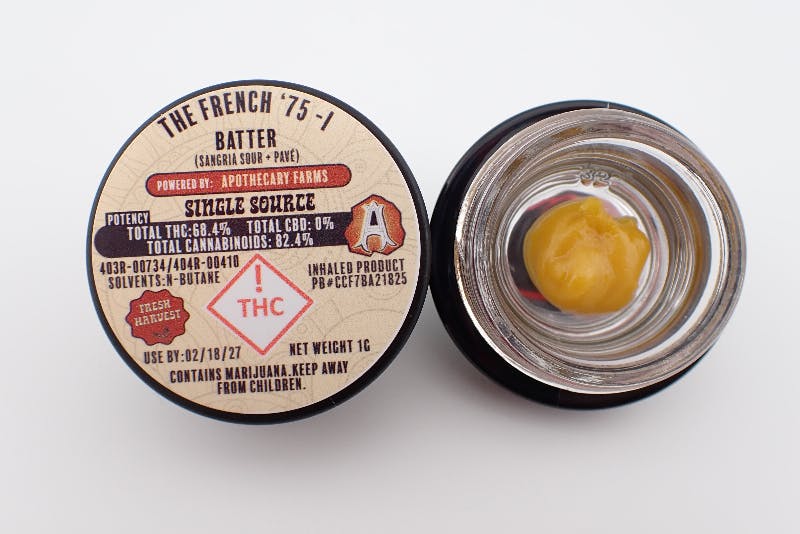 THE FRENCH '75 -I
BATTER
(SANGRIA SOUR + PAVÉ)
POWERED BY: APOTHECARY FARMS
SINGLE SOURCE
POTENCY
TOTAL THC:68.4% TOTAL CBD: 0%
TOTAL CANNABINOIDS: 82.4%
A
403R-00734/404R-00410
SOLVENTS:N-BUTANE
INHALED PRODUCT
PB#CCF7BA21825
!
THC
FRESH
HARVEST
USE BY:02/18/27
NET WEIGHT 1G
CONTAINS MARIJUANA.KEEP AWAY
FROM CHILDREN.